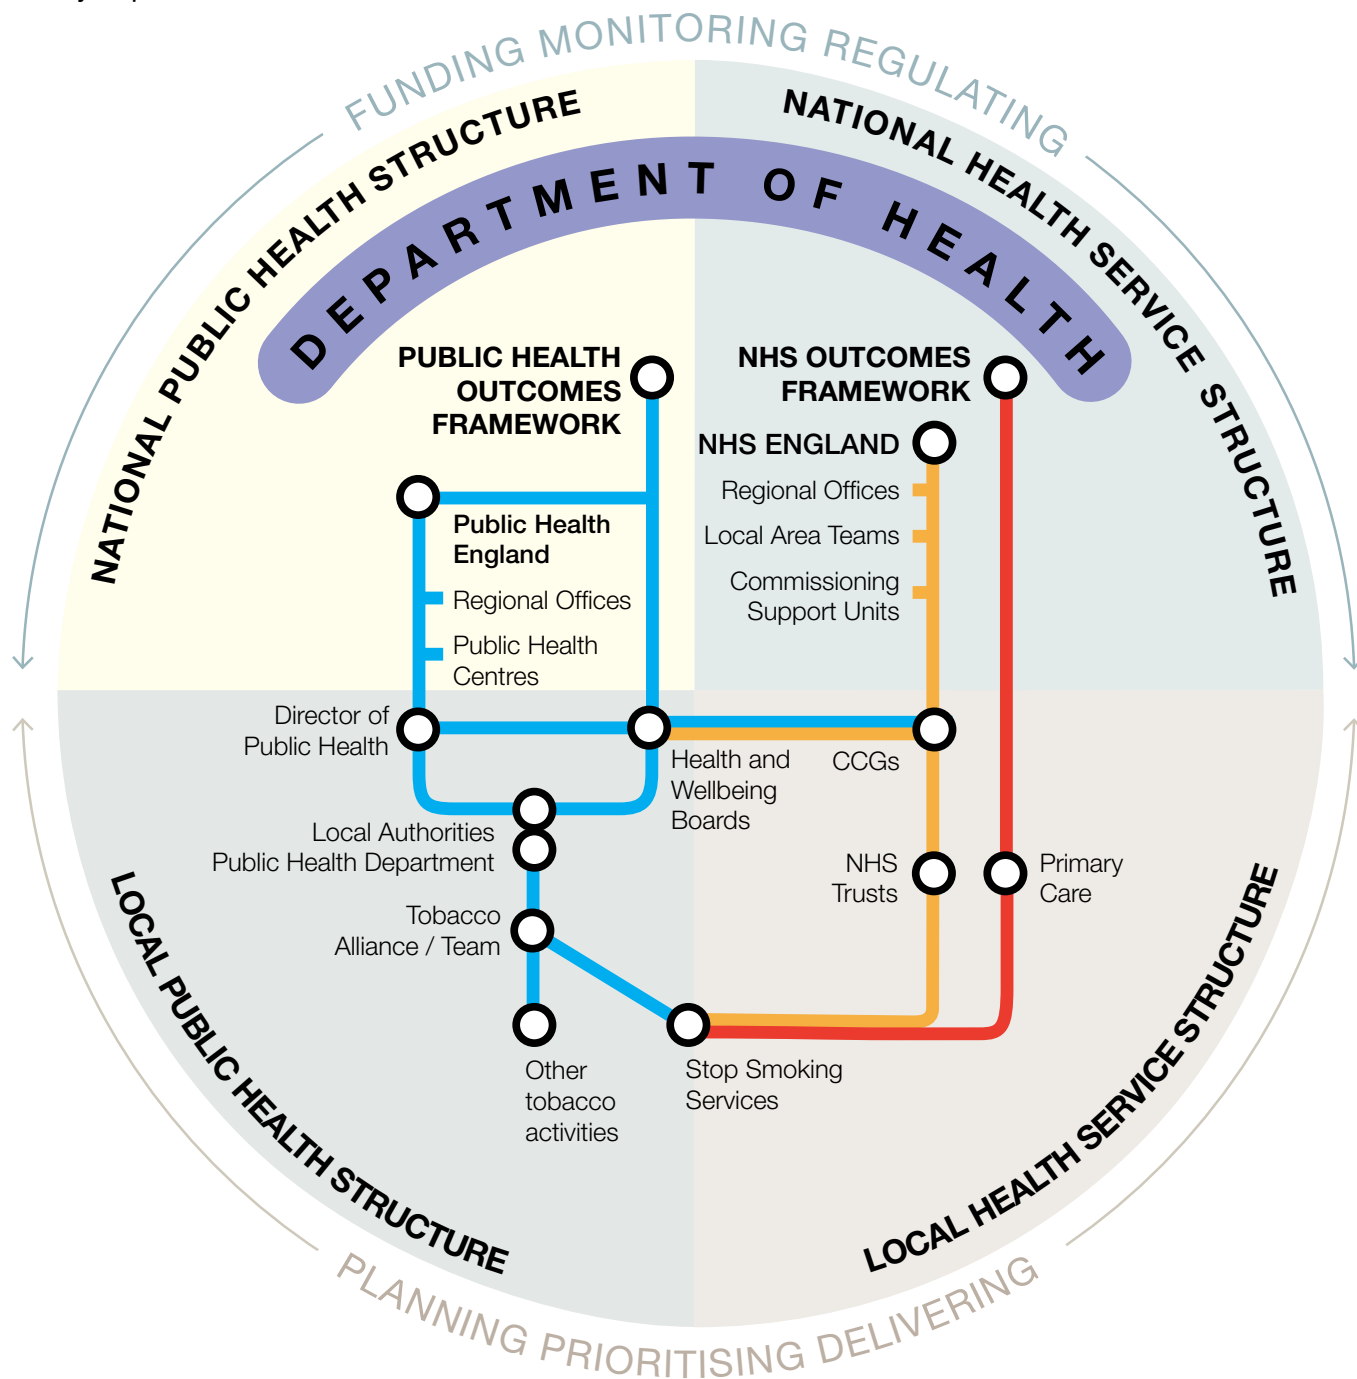 FUNDING MONITORING REGULATING
NATIONAL PUBLIC HEALTH STRUCTURE
NATIONAL HEALTH SERVICE STRUCTURE
DEPARTMENT OF HEALTH
PUBLIC HEALTH
OUTCOMES
FRAMEWORK
NHS OUTCOMES
FRAMEWORK
NHS ENGLAND
Regional Offices
Local Area Teams
Commissioning
Support Units
Public Health
England
Regional Offices
Public Health
Centres
Director of
Public Health
Health and
Wellbeing
Boards
CCGs
Local Authorities
Public Health Department
NHS
Trusts
Primary
Care
Tobacco
Alliance / Team
Other
tobacco
activities
Stop Smoking
Services
LOCAL PUBLIC HEALTH STRUCTURE
LOCAL HEALTH SERVICE STRUCTURE
PLANNING PRIORITISING DELIVERING